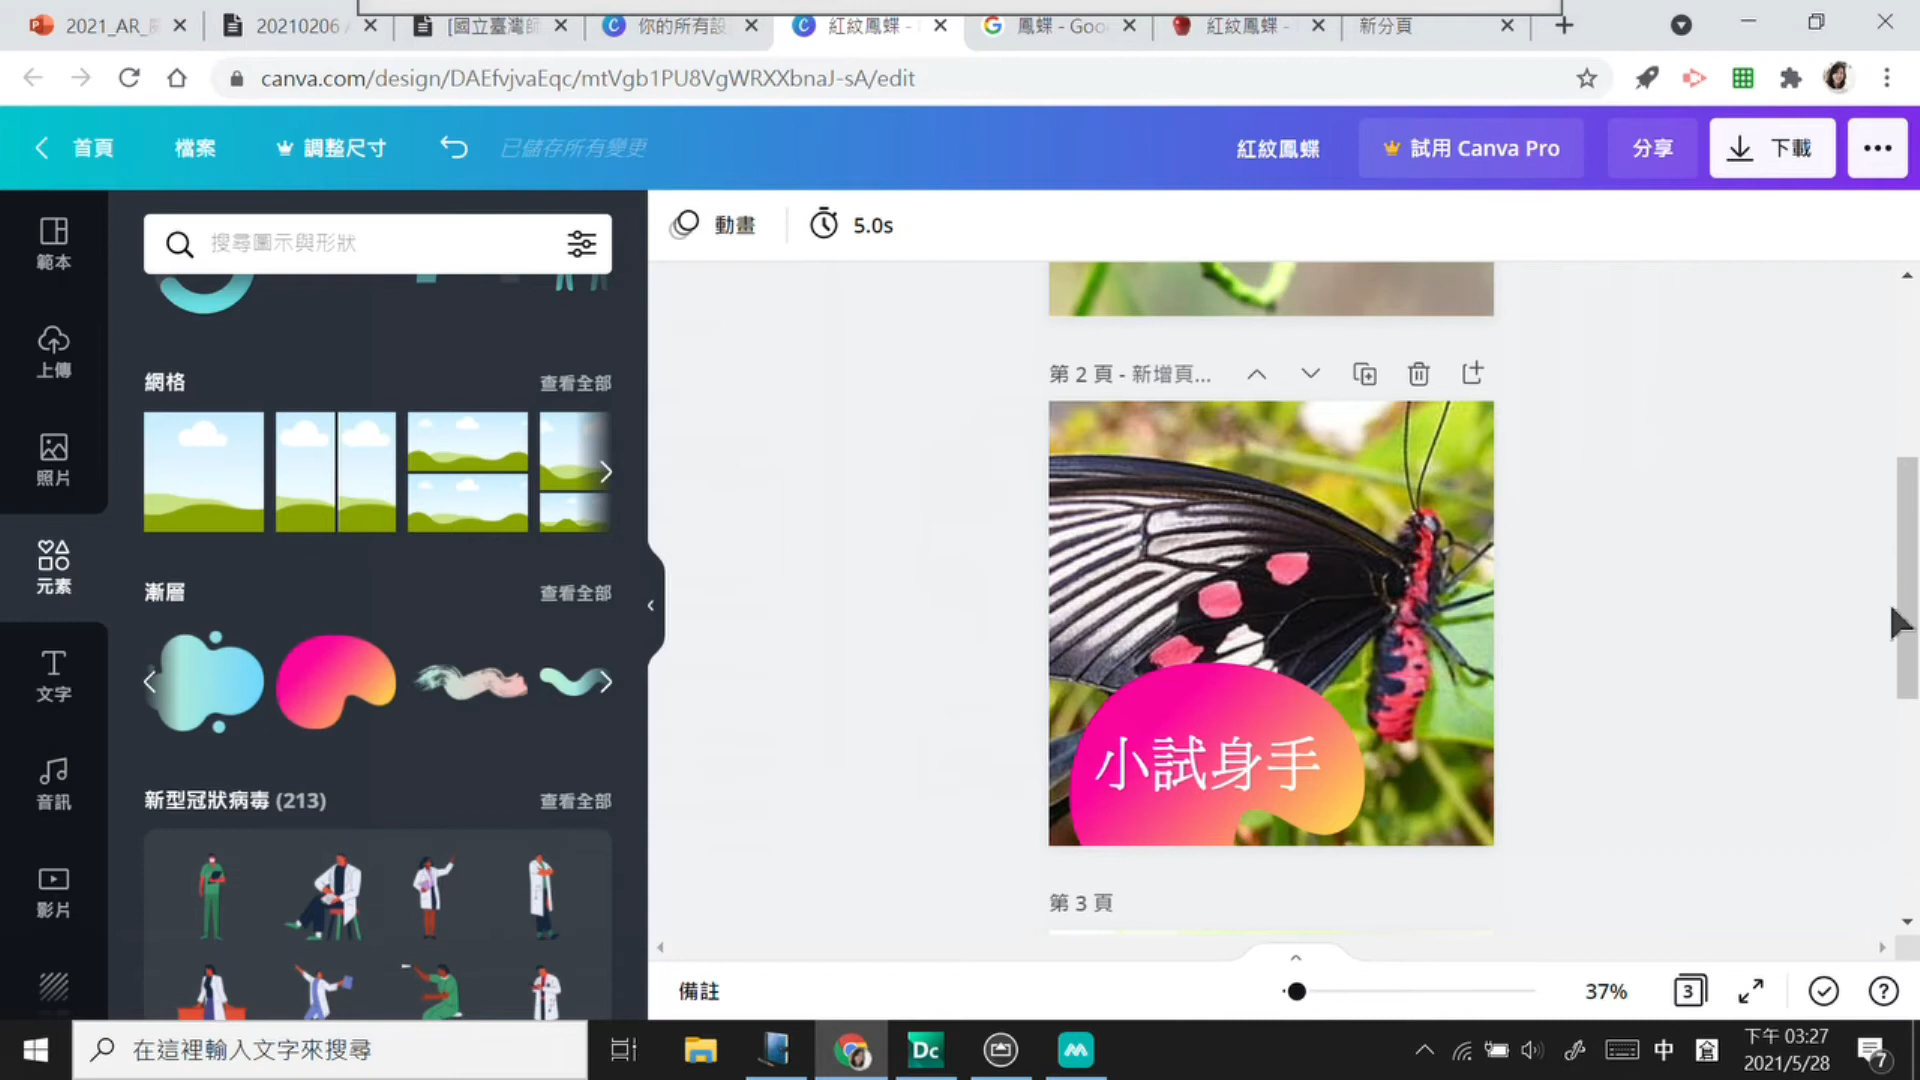 2021_AR_
20210206
[國立臺灣師
你的所有設
紅紋鳳蝶 -
鳳蝶 - Goo
紅紋鳳蝶 -
新分頁
canva.com/design/DAEfvjvaEqc/mtVgb1PU8VgWRXXbnaJ-sA/edit
首頁
檔案
調整尺寸
已儲存所有變更
紅紋鳳蝶
試用 Canva Pro
分享
下載
範本
上傳
照片
元素
文字
音訊
影片
搜尋圖示與形狀
網格
查看全部
漸層
查看全部
新型冠狀病毒 (213)
查看全部
動畫
5.0s
第 2 頁 - 新增頁...
小試身手
第 3 頁
備註
37%
3
在這裡輸入文字來搜尋
Dc
中
倉
下午 03:27
2021/5/28
7